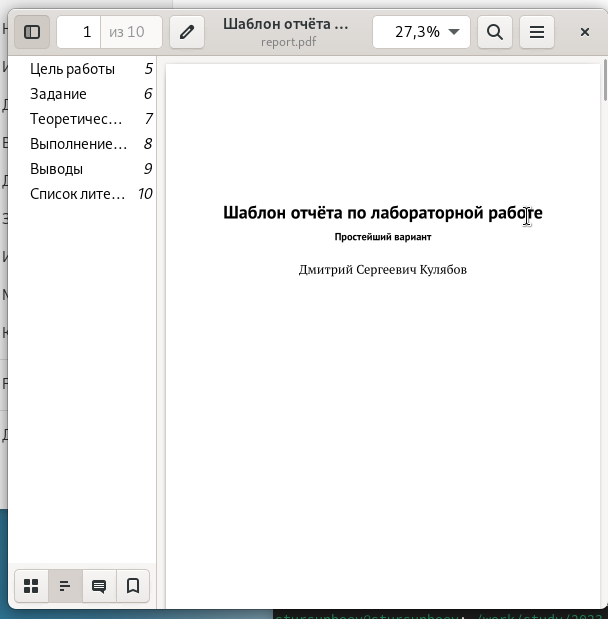 1 из 10
Шаблон отчёта …
report.pdf
27,3%
Цель работы 5
Задание 6
Теоретичес… 7
Выполнение… 8
Выводы 9
Список лите… 10
Шаблон отчёта по лабораторной работе
Простейший вариант
Дмитрий Сергеевич Кулябов